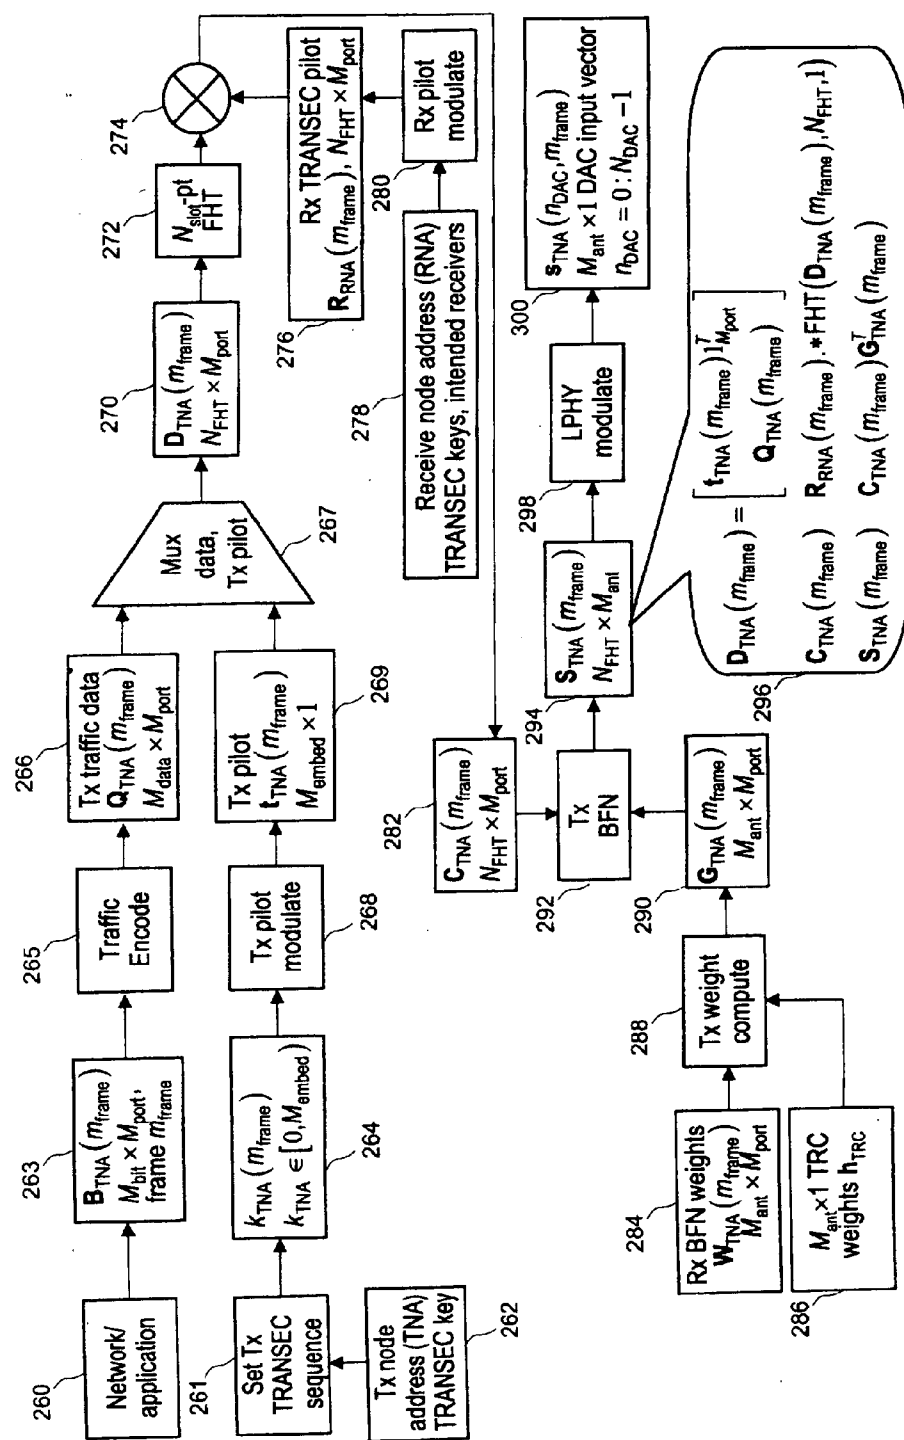 260
Network/
application
263
B_TNA(m_frame)
M_bit × M_port,
frame m_frame
265
Traffic
Encode
266
Tx traffic data
Q_TNA(m_frame)
M_data × M_port
261
Set Tx
TRANSEC
sequence
262
Tx node
address (TNA)
TRANSEC key
264
k_TNA(m_frame)
k_TNA ∈ [0, M_embed)
268
Tx pilot
modulate
269
Tx pilot
t_TNA(m_frame)
M_embed × 1
267
Mux
data,
Tx pilot
270
D_TNA(m_frame)
N_FHT × M_port
272
N_slot-pt
FHT
274
276
Rx TRANSEC pilot
R_RNA(m_frame), N_FHT × M_port
278
Receive node address (RNA)
TRANSEC keys, intended receivers
280
Rx pilot
modulate
282
C_TNA(m_frame)
N_FHT × M_port
284
Rx BFN weights
W_TNA(m_frame)
M_ant × M_port
286
M_ant ×1 TRC
weights h_TRC
288
Tx weight
compute
290
G_TNA(m_frame)
M_ant × M_port
292
Tx
BFN
294
S_TNA(m_frame)
N_FHT × M_ant
298
LPHY
modulate
300
s_TNA(n_DAC, m_frame)
M_ant ×1 DAC input vector
n_DAC = 0 : N_DAC − 1
296
D_TNA(m_frame) = [t_TNA(m_frame) 1^T_M_port
Q_TNA(m_frame)]
C_TNA(m_frame) R_RNA(m_frame).*FHT(D_TNA(m_frame), N_FHT, 1)
S_TNA(m_frame) C_TNA(m_frame) G^T_TNA(m_frame)